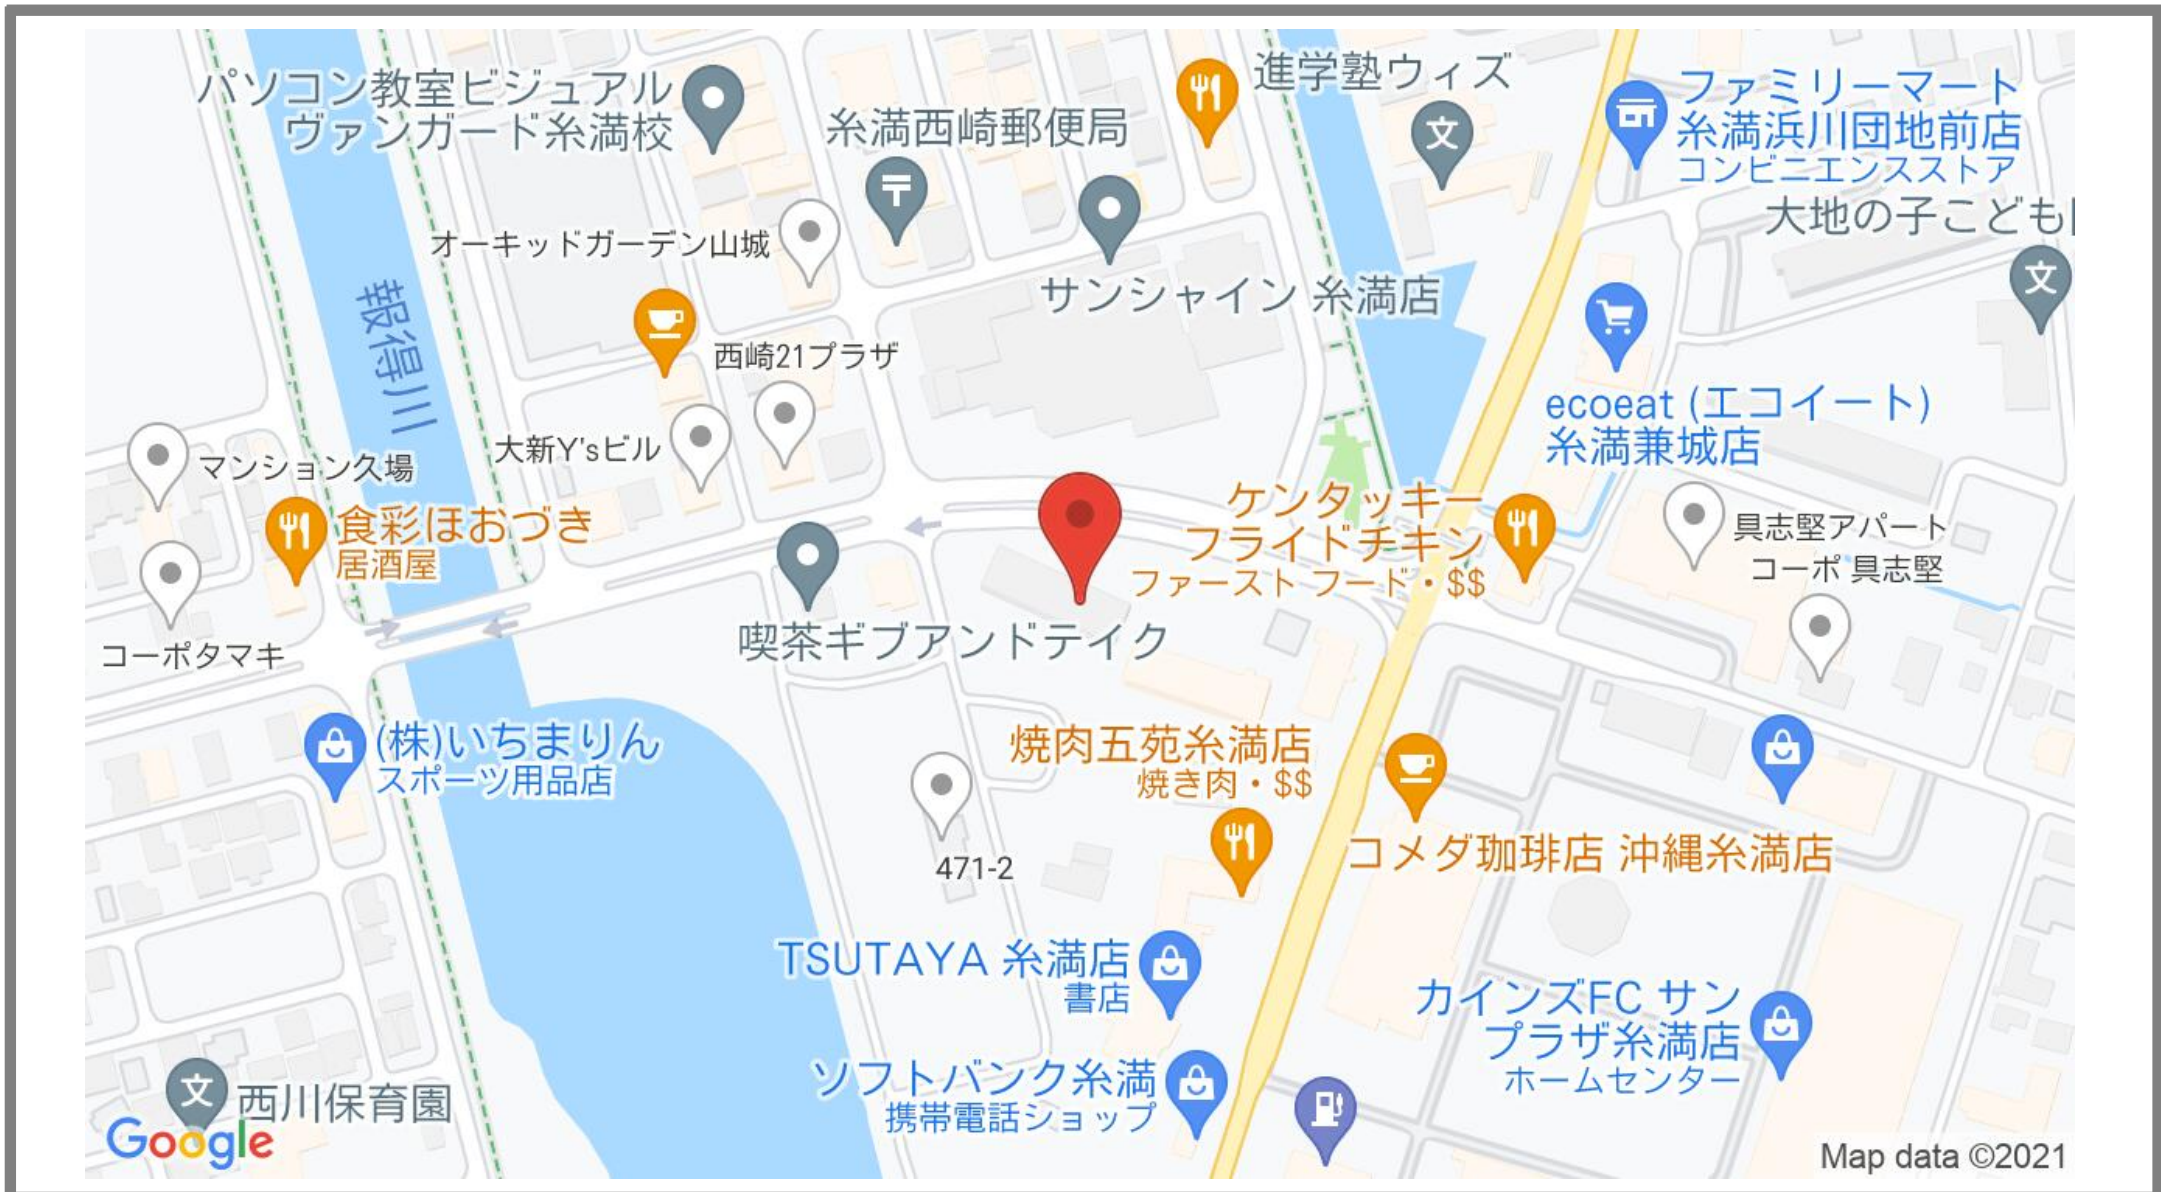 パソコン教室ビジュアル
ヴァンガード糸満校
糸満西崎郵便局
進学塾ウィズ
ファミリーマート
糸満浜川団地前店
コンビニエンスストア
大地の子こども
オーキッドガーデン山城
サンシャイン 糸満店
報得川
西崎21プラザ
大新Y'sビル
ecoeat (エコイート)
糸満兼城店
マンション久場
食彩ほおづき
居酒屋
ケンタッキー
フライドチキン
ファースト フード・$$
具志堅アパート
コーポ 具志堅
コーポタマキ
喫茶ギブアンドテイク
(株)いちまりん
スポーツ用品店
焼肉五苑糸満店
焼き肉・$$
471-2
コメダ珈琲店 沖縄糸満店
TSUTAYA 糸満店
書店
カインズFC サン
プラザ糸満店
ホームセンター
ソフトバンク糸満
携帯電話ショップ
西川保育園
Google
Map data ©2021